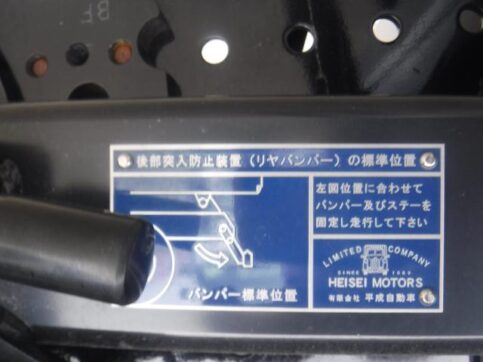 BF
後部突入防止装置(リヤバンパー)の標準位置
左図位置に合わせて
バンパー及びステーを
固定し走行して下さい
バンパー標準位置
LIMITED COMPANY
SINCE 1989
HEISEI MOTORS
有限会社 平成自動車